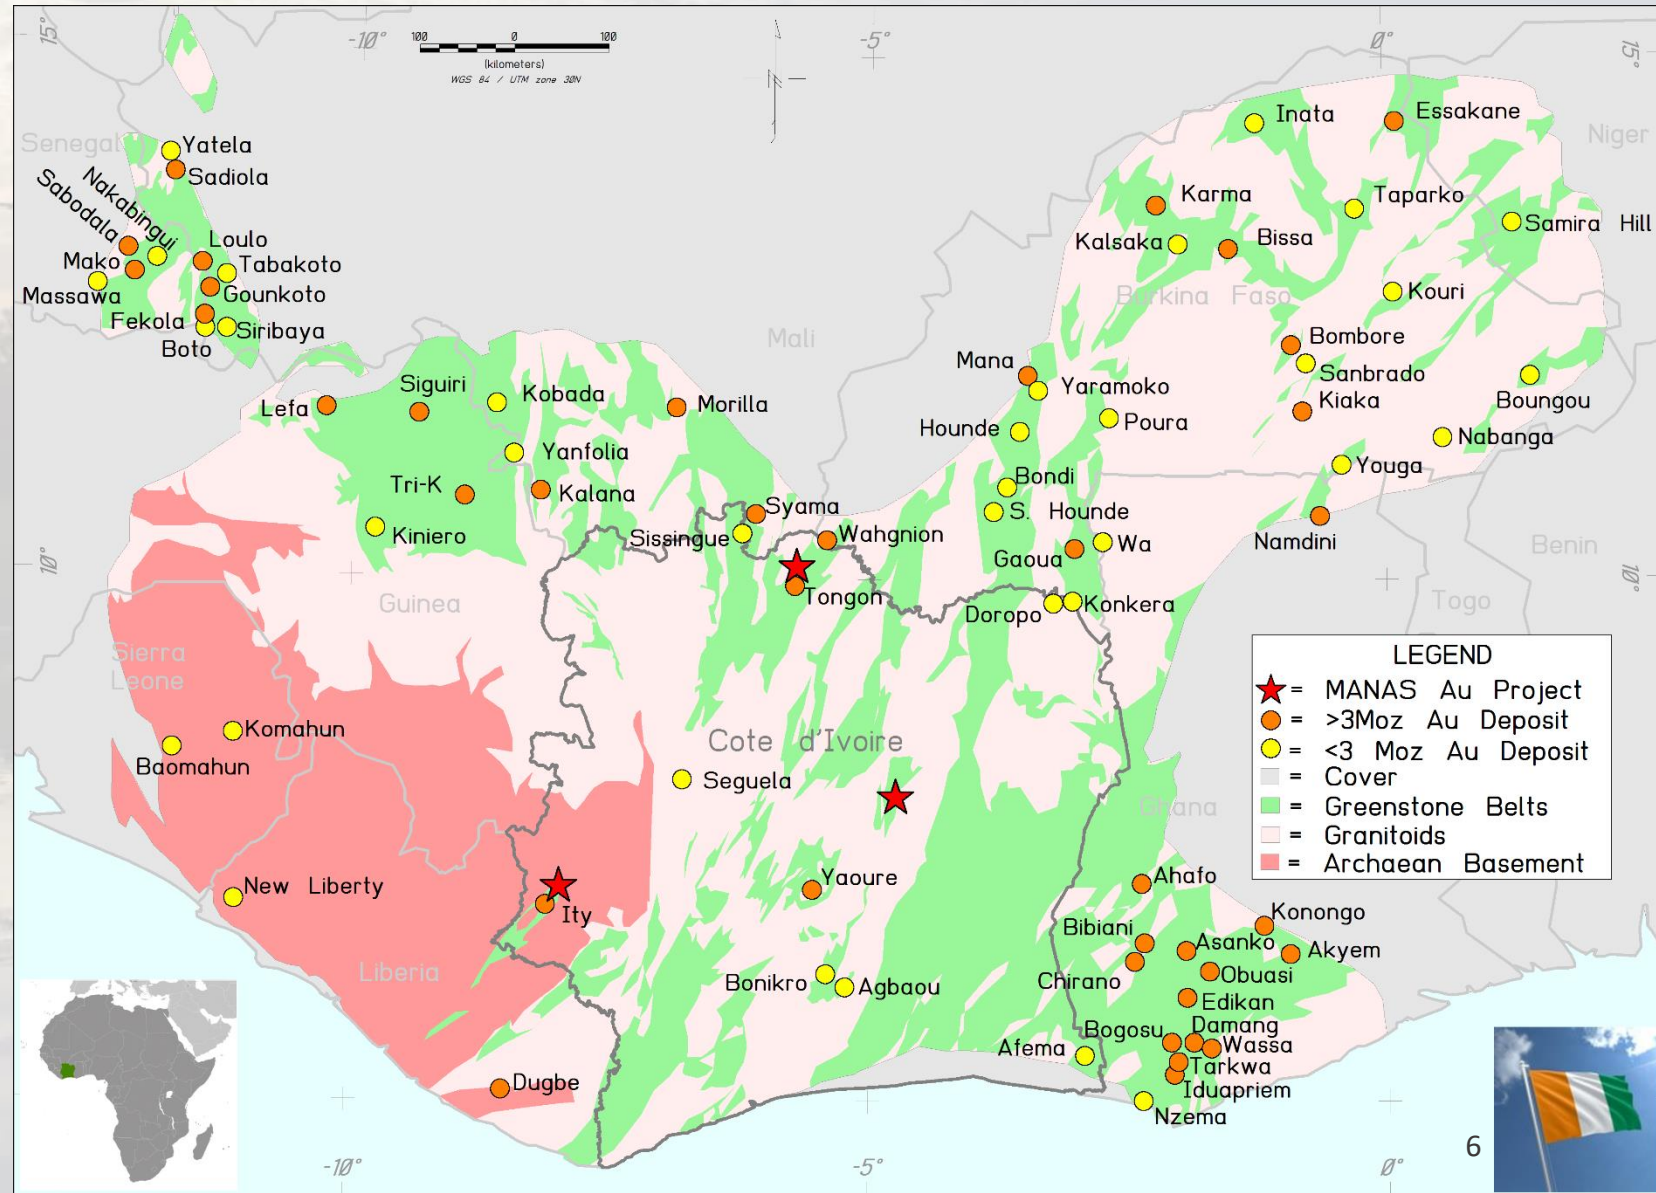 15°
-10°
-5°
0°
15°
100 0 100
(kilometers)
WGS 84 / UTM zone 30N
N
Senegal
Yatela
Sadiola
Nakabingui
Sabodala
Mako
Massawa
Loulo
Tabakoto
Gounkoto
Fekola
Siribaya
Boto
Inata
Essakane
Niger
Karma
Taparko
Kalsaka
Bissa
Samira Hill
Burkina Faso
Kouri
Mali
Bombore
Mana
Sanbrado
Yaramoko
Kiaka
Boungou
Hounde
Poura
Nabanga
Youga
Siguiri
Kobada
Lefa
Morilla
Yanfolia
Tri-K
Kalana
Kiniero
Bondi
S. Hounde
Syama
Sissingue
Wahgnion
Gaoua
Wa
Namdini
Benin
10°
10°
Tongon
Guinea
Doropo
Konkera
Togo
Sierra
Leone
Komahun
Baomahun
Cote d'Ivoire
Seguela
Ghana
LEGEND
= MANAS Au Project
= >3Moz Au Deposit
= <3 Moz Au Deposit
= Cover
= Greenstone Belts
= Granitoids
= Archaean Basement
New Liberty
Ity
Yaoure
Ahafo
Konongo
Bibiani
Asanko
Akyem
Liberia
Bonikro
Agbaou
Chirano
Obuasi
Edikan
Bogosu
Damang
Wassa
Afema
Tarkwa
Iduapriem
Dugbe
Nzema
-10°
-5°
0°
6